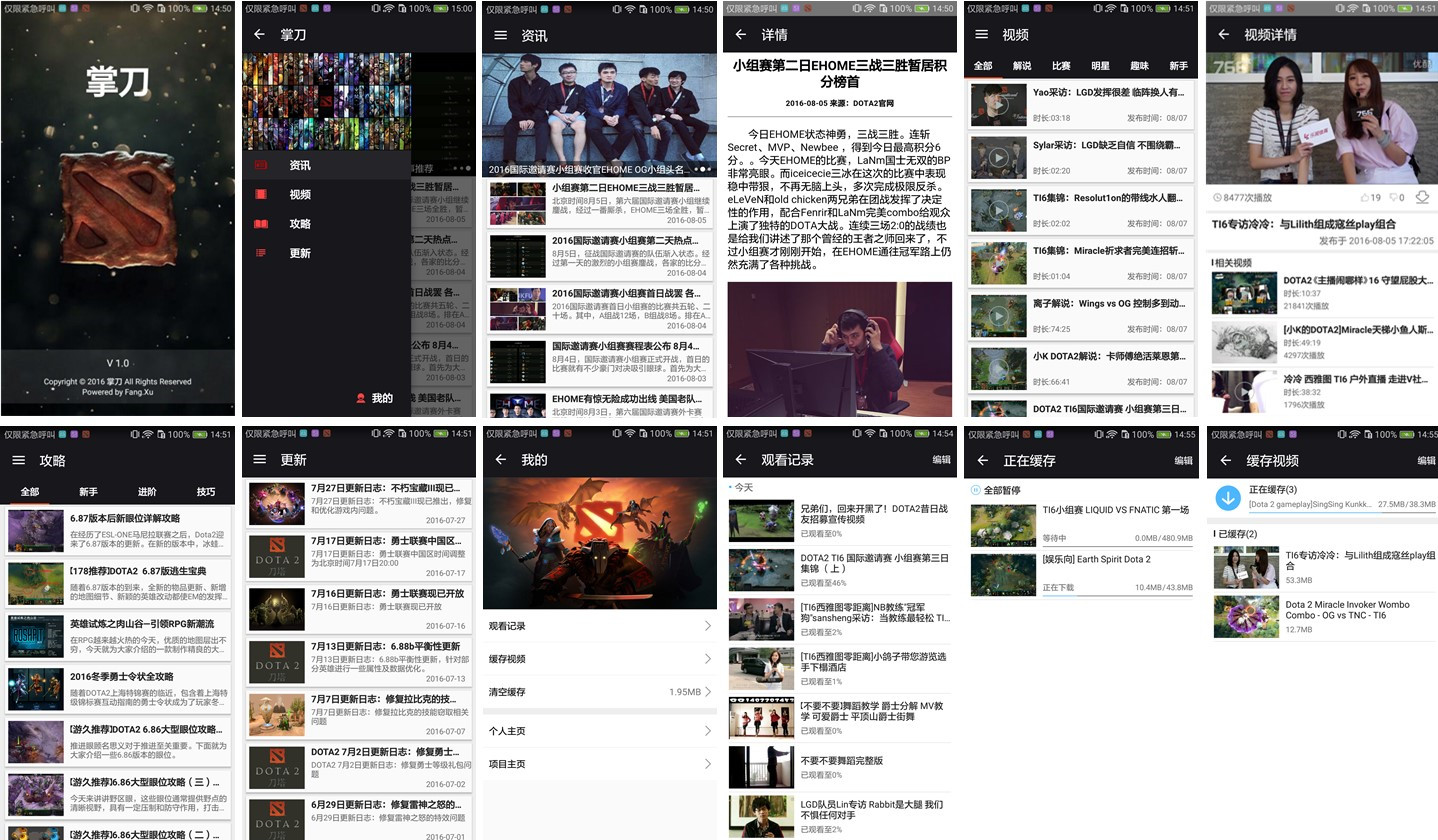 仅限紧急呼叫 100% 14:50
掌刀
V 1.0
Copyright © 2016 掌刀 All Rights Reserved
Powered by Fang.Xu
仅限紧急呼叫 100% 15:00
掌刀
资讯
视频
攻略
更新
我的
仅限紧急呼叫 100% 14:50
资讯
2016国际邀请赛小组赛收官EHOME OG小组头名...
小组赛第二日EHOME三战三胜暂居...
北京时间8月5日，第六届国际邀请赛小组赛继续
鏖战，经过一番厮杀，EHOME三场全胜，暂...
2016-08-05
2016国际邀请赛小组赛第二天热点...
8月5日，征战国际邀请赛的队伍渐入状态。经
过第一天的激烈的小组赛鏖战，各家的比分...
2016-08-04
2016国际邀请赛小组赛首日战罢 各...
2016国际邀请赛首日小组赛的比赛共五轮、二
十场。其中，A组战12场，B组战8场。排在A...
2016-08-04
国际邀请赛小组赛赛程表公布 8月4...
8月4日，国际邀请赛小组赛正式开战，首日的
比赛就有不少豪门对决吸引眼球。首先为大...
2016-08-03
EHOME有惊无险成功出线 美国老队...
北京时间8月3日，第六届国际邀请赛外卡赛
仅限紧急呼叫 100% 14:50
详情
小组赛第二日EHOME三战三胜暂居积
分榜首
2016-08-05 来源：DOTA2官网
今日EHOME状态神勇，三战三胜。连斩
Secret、MVP、Newbee ，得到今日最高积分6
分。。今天EHOME的比赛，LaNm国士无双的BP
非常亮眼。而iceicecie三冰在这次的比赛中表现
稳中带狠，不再无脑上头，多次完成极限反杀。
eLeVeN和old chicken两兄弟在团战发挥了决定
性的作用，配合Fenrir和LaNm完美combo给观众
上演了独特的DOTA大战。连续三场2:0的战绩也
是给我们讲述了那个曾经的王者之师回来了，不
过小组赛才刚刚开始，在EHOME通往冠军路上仍
然充满了各种挑战。
仅限紧急呼叫 100% 14:51
视频
全部 解说 比赛 明星 趣味 新手
Yao采访：LGD发挥很差 临阵换人有...
时长:03:18 发布时间：08/07
Sylar采访：LGD缺乏自信 不围绕霸...
时长:02:20 发布时间：08/07
TI6集锦：Resolut1on的带线水人翻...
时长:02:02 发布时间：08/07
TI6集锦：Miracle祈求者完美连招斩...
时长:01:04 发布时间：08/07
离子解说：Wings vs OG 控制多到动...
时长:74:25 发布时间：08/07
小K DOTA2解说：卡师傅绝活莱恩第...
时长:66:41 发布时间：08/07
DOTA2 TI6国际邀请赛 小组赛第三日...
仅限紧急呼叫 100% 14:51
视频详情
8477次播放 19 0
TI6专访冷冷：与Lilith组成寇丝play组合
发布于 2016-08-05 17:22:05
相关视频
DOTA2《主播闹哪样》16 守望屁股大...
时长:10:37
21841次播放
[小K的DOTA2]Miracle天梯小鱼人斯...
时长:49:19
4297次播放
冷冷 西雅图 TI6 户外直播 走进V社...
时长:38:32
1796次播放
仅限紧急呼叫 100% 14:51
攻略
全部 新手 进阶 技巧
6.87版本后新眼位详解攻略
在经历了ESL-ONE马尼拉联赛之后，Dota2迎
来了6.87版本的更新。在新的版本中，冰蛙...
【178推荐】DOTA2 6.87版逃生宝典
随着6.87版本的到来，全新的物品更新、新增
的地图细节、新颖的英雄改动都使EM的发挥...
英雄试炼之肉山谷—引领RPG新潮流
在RPG越来越火热的今天，优质的地图层出不
穷，今天就为大家介绍的一款制作精良的大...
2016冬季勇士令状全攻略
随着DOTA2上海特锦赛的临近，包含着上海特
级锦标赛互动指南的勇士令状成为了玩家冬...
【游久推荐】DOTA2 6.86大型眼位攻略...
推进眼顾名思义对于推进至关重要。下面就为
大家介绍一些6.86版本的眼位。
【游久推荐】6.86大型眼位攻略（三）...
今天来讲讲野区眼，这些眼位通常提供野点的
清晰视野，具有一定压制和防守作用，打击...
【游久推荐】6.86大型眼位攻略（二）...
仅限紧急呼叫 100% 14:51
更新
7月27日更新日志：不朽宝藏III现已...
7月27日更新日志：不朽宝藏III现已推出，修复
和优化游戏内问题。
2016-07-27
7月17日更新日志：勇士联赛中国区...
7月17日更新日志：勇士联赛中国区时间调整
为北京时间7月17日20:00
2016-07-17
7月16日更新日志：勇士联赛现已开放
7月16日更新日志：勇士联赛现已开放
2016-07-16
7月13日更新日志：6.88b平衡性更新
7月13日更新日志：6.88b平衡性更新，针对部
分英雄进行一些属性及数据优化。
2016-07-13
7月7日更新日志：修复拉比克的技...
7月7日更新日志：修复拉比克的技能窃取相关
问题
2016-07-07
DOTA2 7月2日更新日志：修复勇士...
DOTA2 7月2日更新日志：修复勇士等级礼包问
题
2016-07-02
6月29日更新日志：修复雷神之怒的...
6月29日更新日志：修复雷神之怒的特效问题
2016-07-01
仅限紧急呼叫 100% 14:51
我的
观看记录
缓存视频
清空缓存 1.95MB
个人主页
项目主页
仅限紧急呼叫 100% 14:54
观看记录 编辑
今天
兄弟们，回来开黑了！DOTA2昔日战
友招募宣传视频
已观看至0%
DOTA2 TI6 国际邀请赛 小组赛第三日
集锦（上）
已观看至46%
[TI6西雅图零距离]NB教练“冠军
狗”sansheng采访：当教练最轻松 TI...
已观看至2%
[TI6西雅图零距离]小鸽子带您游览选
手下榻酒店
已观看至1%
【不要不要】舞蹈教学 爵士分解 MV教
学 可爱爵士 平顶山爵士街舞
已观看至0%
不要不要舞蹈完整版
已观看至0%
LGD队员Lin专访 Rabbit是大腿 我们
不惧任何对手
已观看至2%
仅限紧急呼叫 100% 14:55
正在缓存 编辑
全部暂停
TI6小组赛 LIQUID VS FNATIC 第一场
等待中 0.0MB/480.9MB
[娱乐向] Earth Spirit Dota 2
正在下载 10.4MB/43.8MB
仅限紧急呼叫 100% 14:55
缓存视频 编辑
正在缓存(3)
[Dota 2 gameplay]SingSing Kunkk... 27.5MB/38.3MB
已缓存(2)
TI6专访冷冷：与Lilith组成寇丝play组
合
53.3MB
Dota 2 Miracle Invoker Wombo
Combo - OG vs TNC - TI6
12.7MB